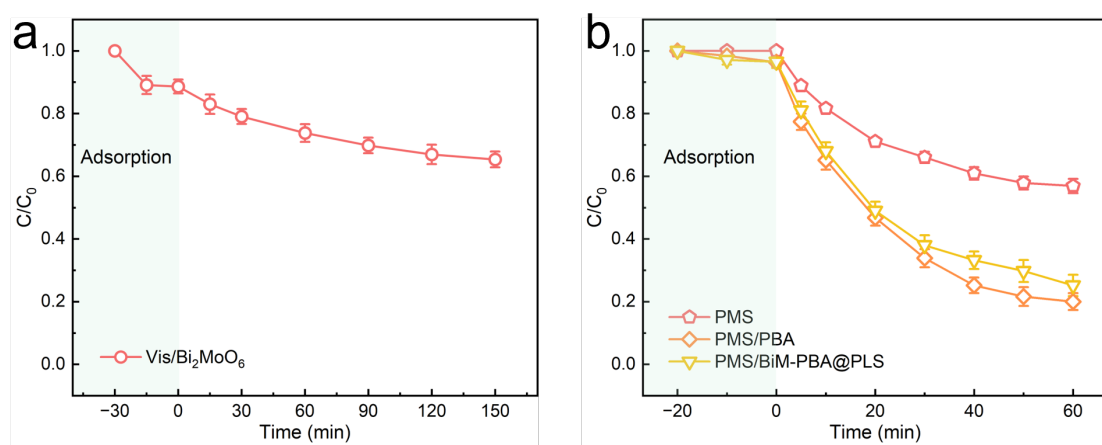 a
1.0
0.8
0.6
0.4
0.2
0.0
C/C₀
Adsorption
Vis/Bi₂MoO₆
−30 0 30 60 90 120 150
Time (min)
b
1.0
0.8
0.6
0.4
0.2
0.0
C/C₀
Adsorption
PMS
PMS/PBA
PMS/BiM-PBA@PLS
−20 0 20 40 60
Time (min)